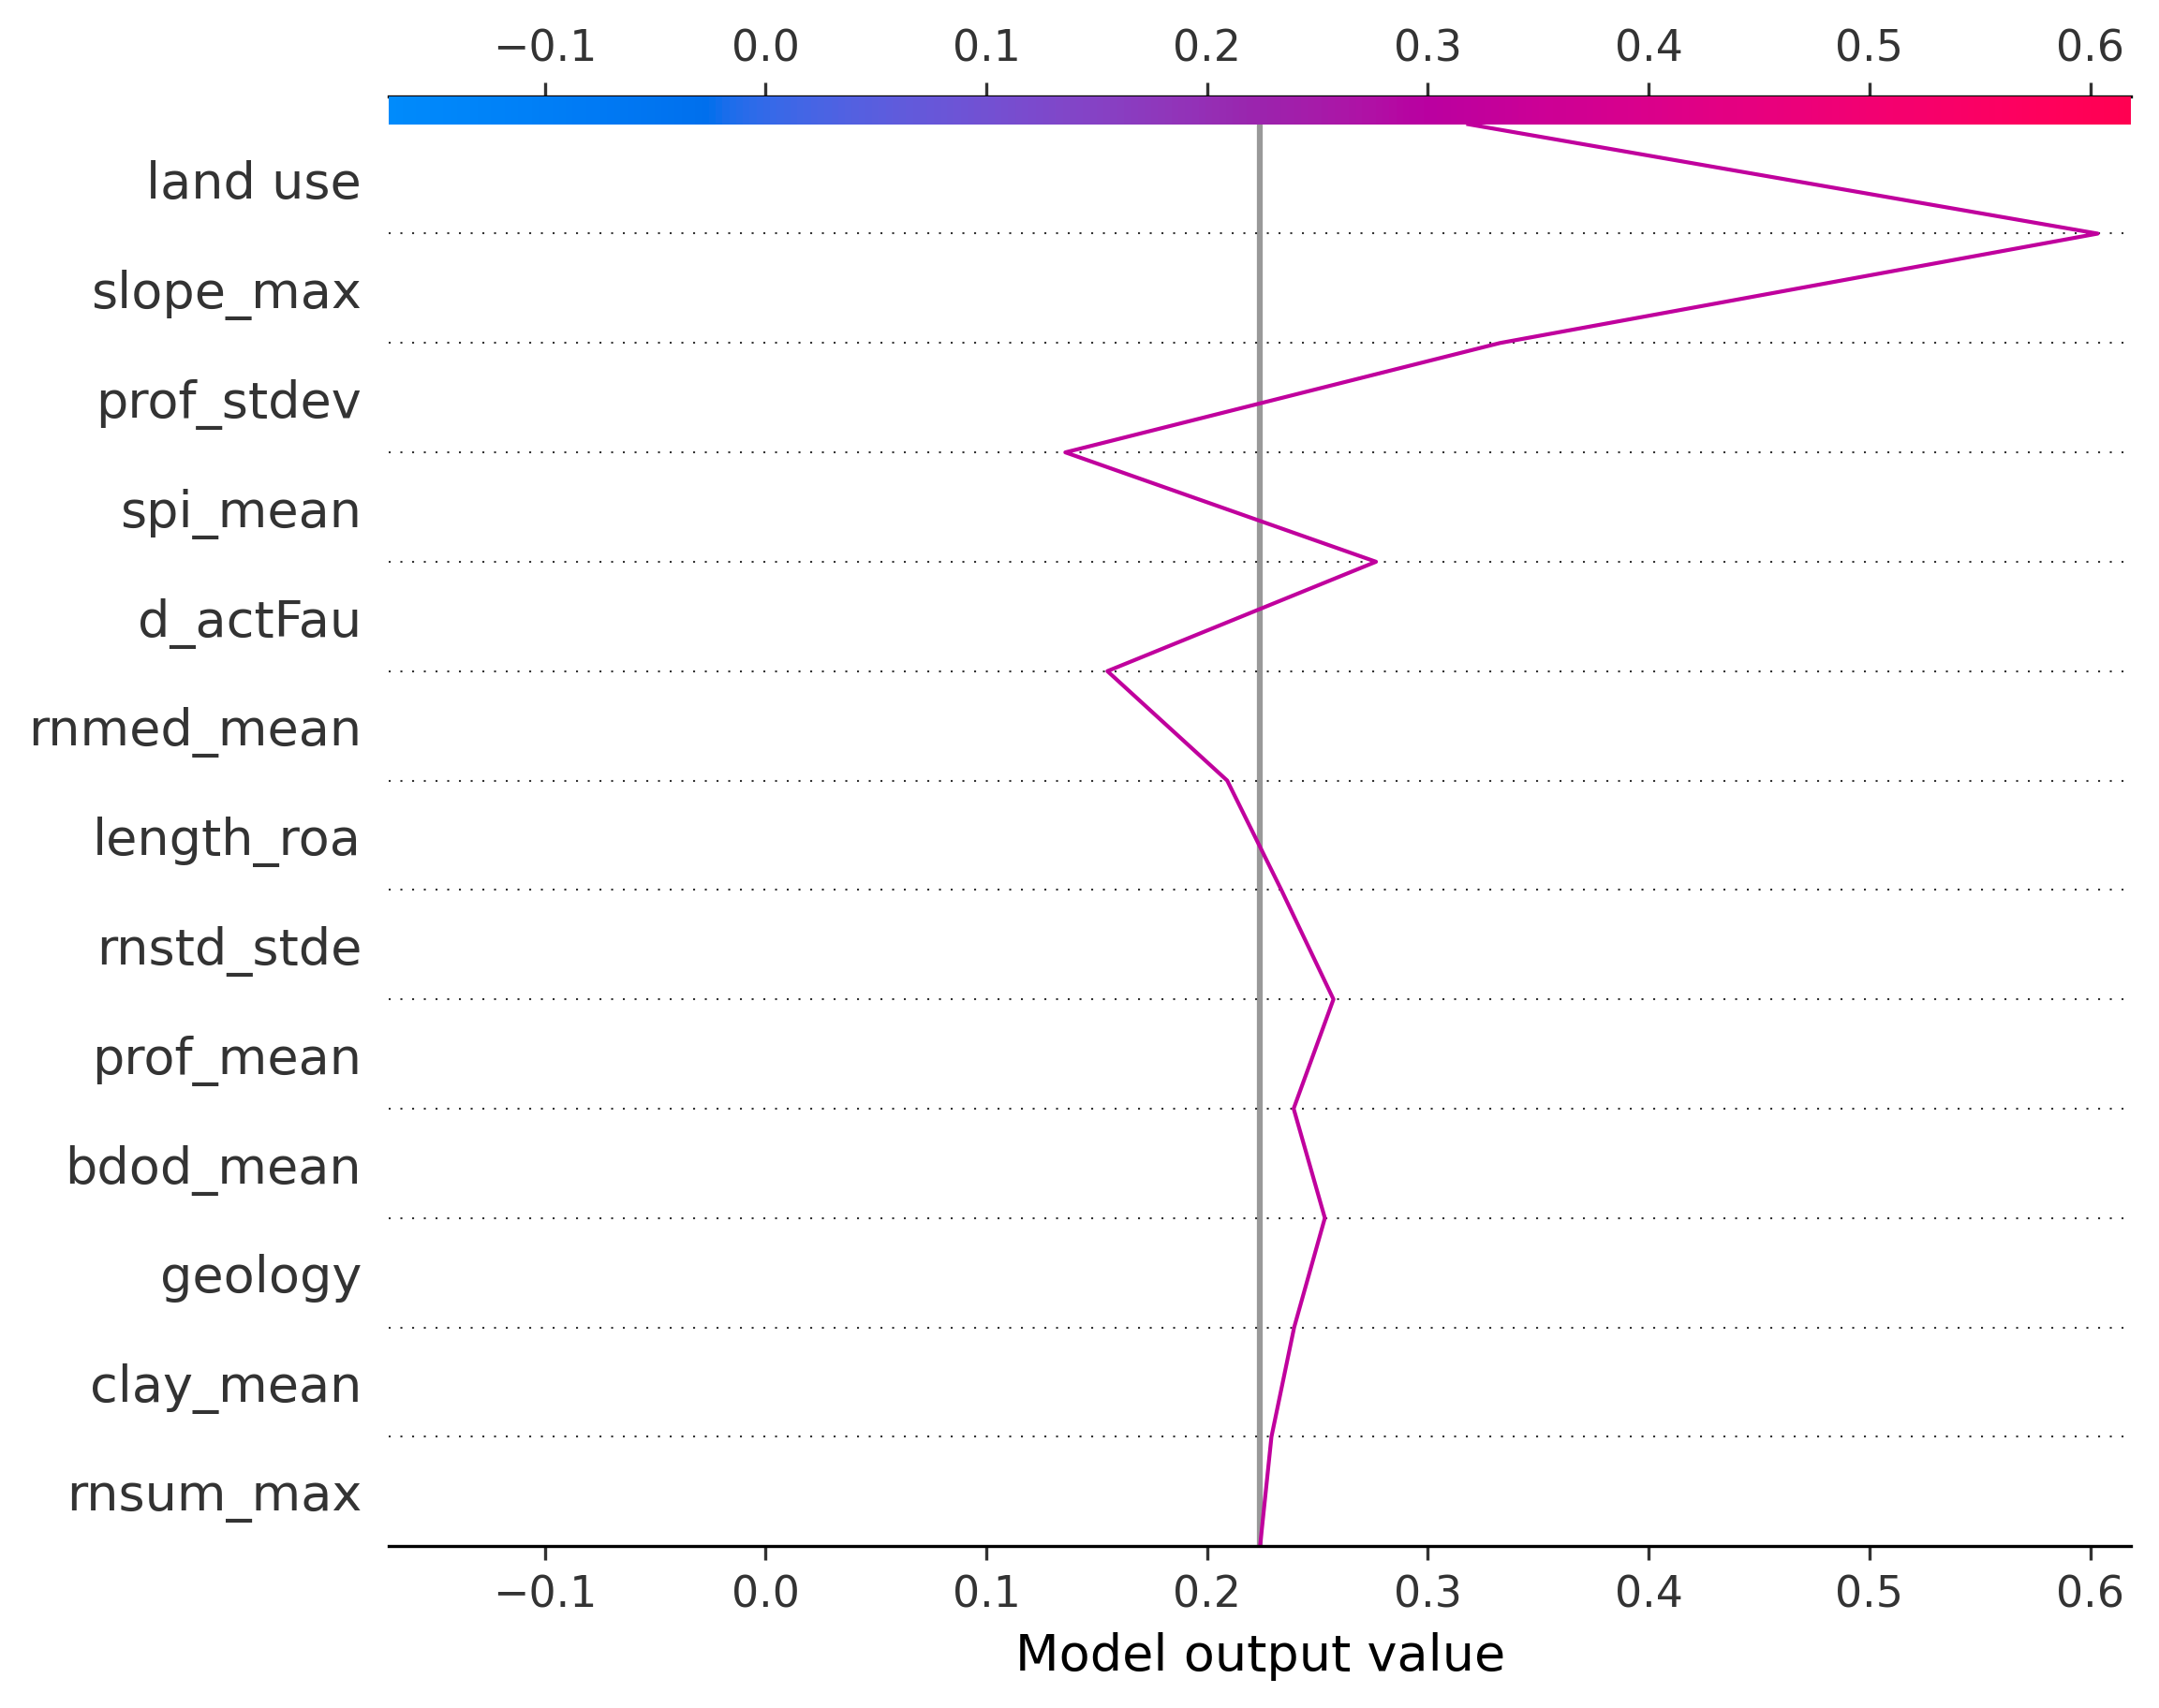 −0.1 0.0 0.1 0.2 0.3 0.4 0.5 0.6
land use
slope_max
prof_stdev
spi_mean
d_actFau
rnmed_mean
length_roa
rnstd_stde
prof_mean
bdod_mean
geology
clay_mean
rnsum_max
−0.1 0.0 0.1 0.2 0.3 0.4 0.5 0.6
Model output value